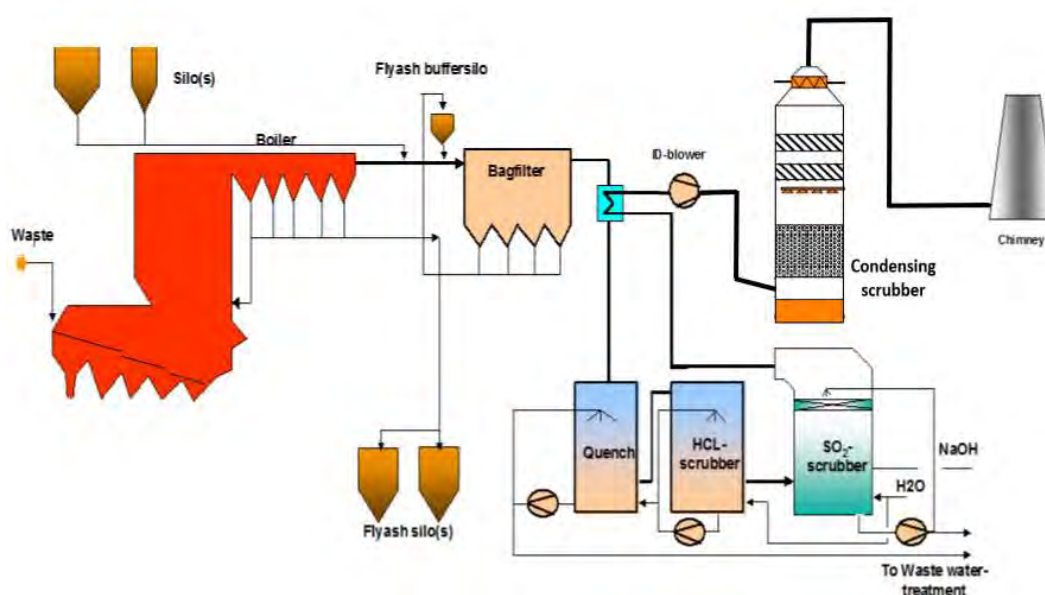 Silo(s)
Flyash buffersilo
Boiler
Bagfilter
ID-blower
Waste
Chimney
Condensing
scrubber
Quench
HCL-
scrubber
SO₂-
scrubber
NaOH
H2O
Flyash silo(s)
To Waste water-
treatment